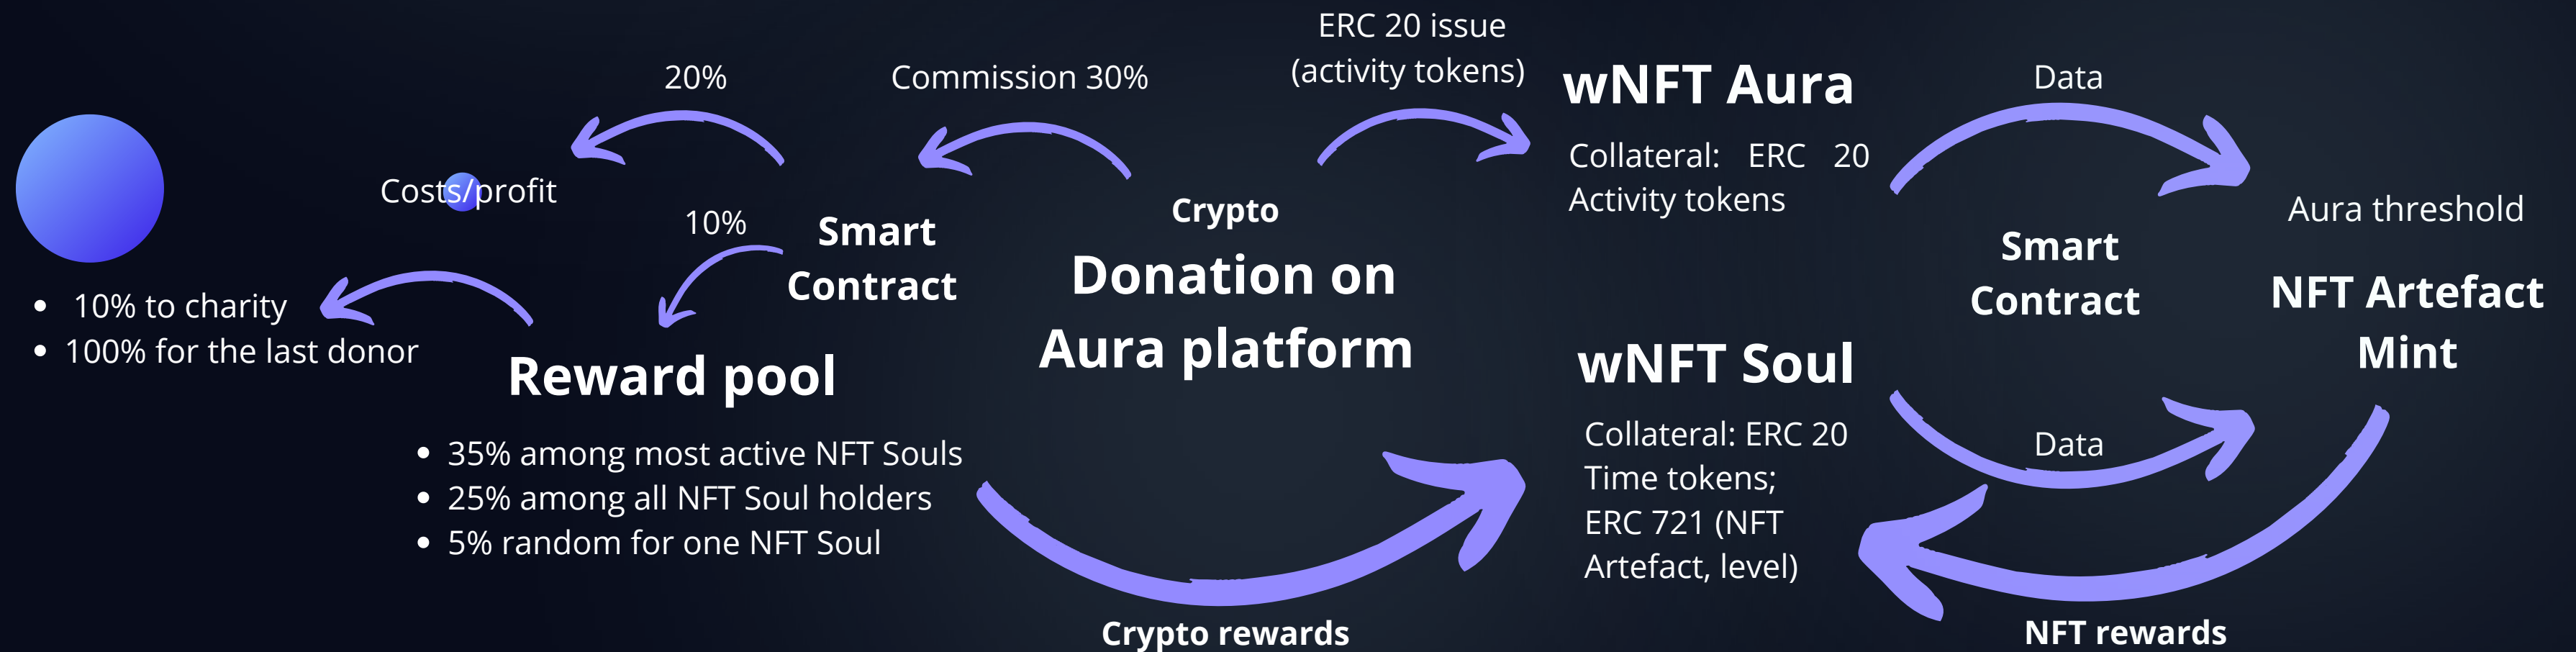 20%
Commission 30%
ERC 20 issue
(activity tokens)
Costs/profit
10%
Smart
Contract
• 10% to charity
• 100% for the last donor
Reward pool
• 35% among most active NFT Souls
• 25% among all NFT Soul holders
• 5% random for one NFT Soul
Crypto
Donation on
Aura platform
Crypto rewards
wNFT Aura
Collateral: ERC 20
Activity tokens
wNFT Soul
Collateral: ERC 20
Time tokens;
ERC 721 (NFT
Artefact, level)
Data
Smart
Contract
Data
Aura threshold
NFT Artefact
Mint
NFT rewards